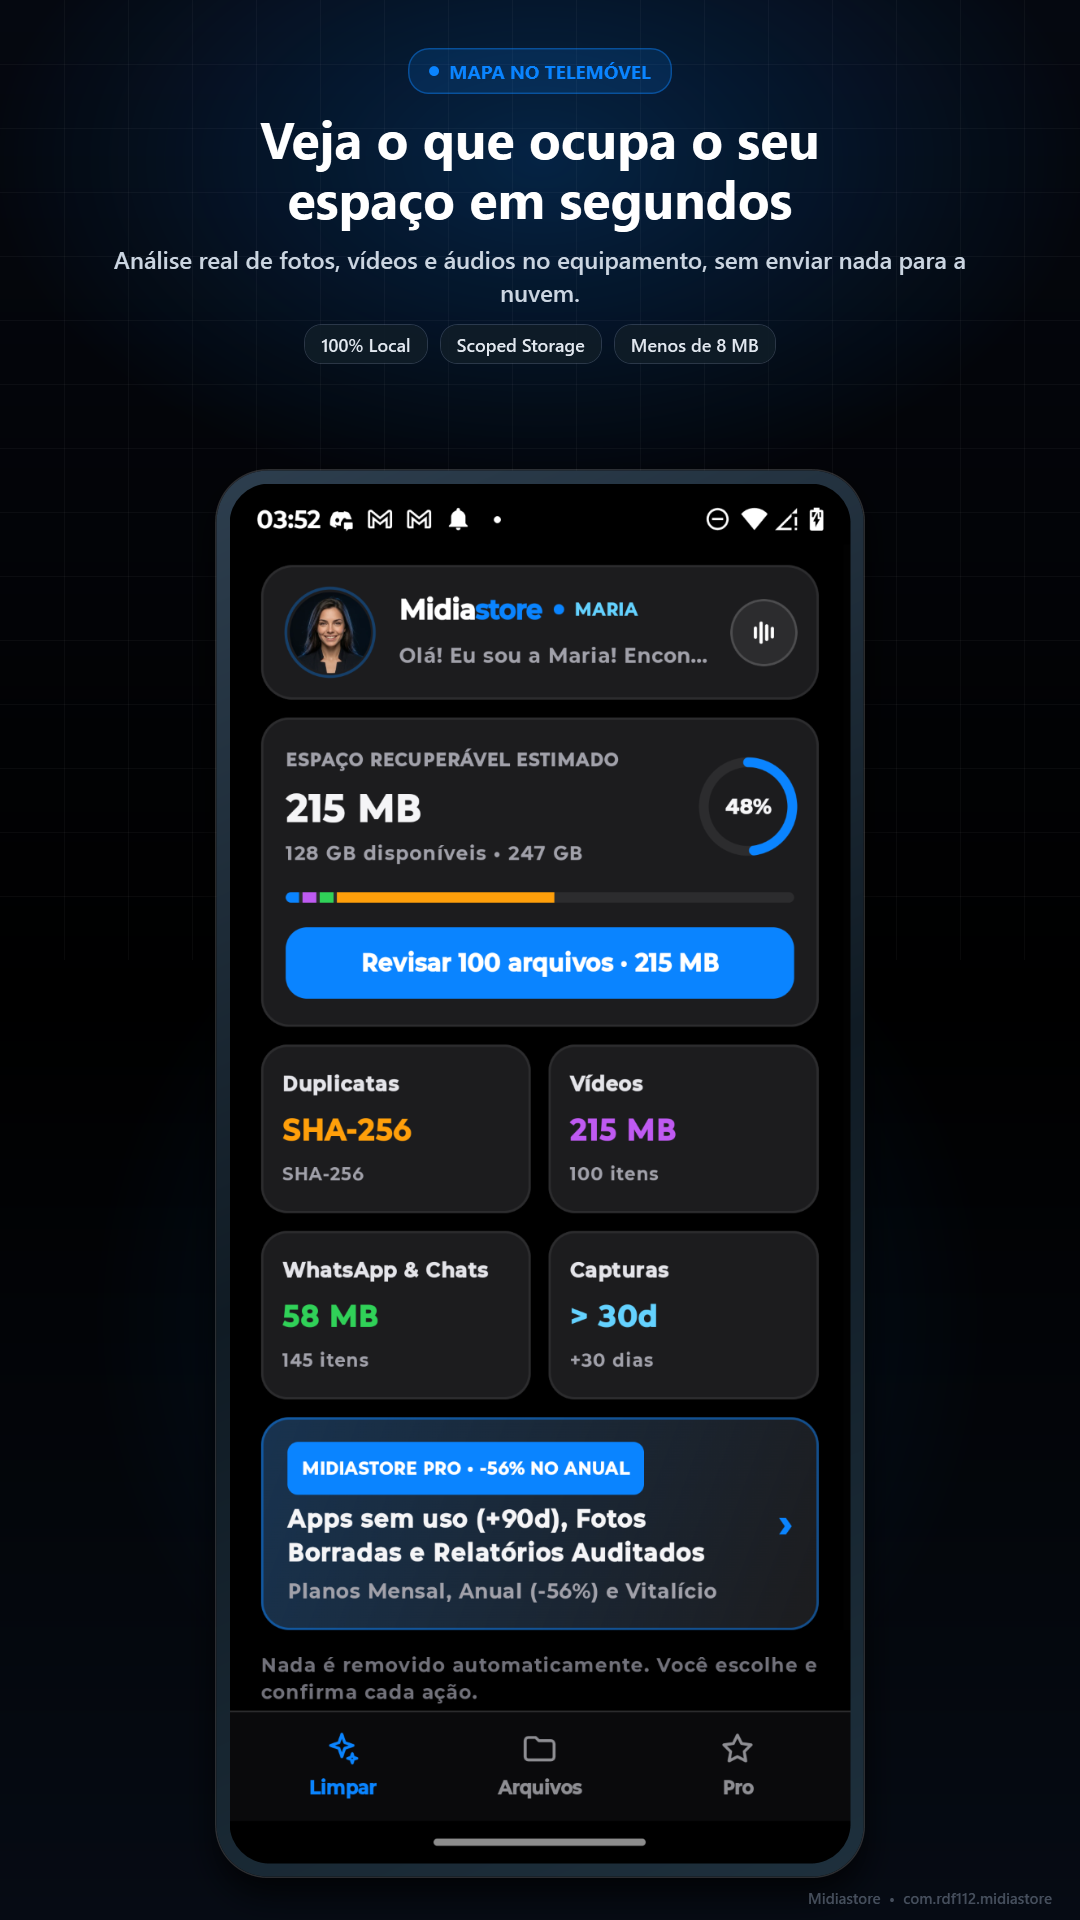 MAPA NO TELEMÓVEL
Veja o que ocupa o seu
espaço em segundos
Análise real de fotos, vídeos e áudios no equipamento, sem enviar nada para a
nuvem.
100% Local
Scoped Storage
Menos de 8 MB
03:52
Midiastore • MARIA
Olá! Eu sou a Maria! Encon...
ESPAÇO RECUPERÁVEL ESTIMADO
215 MB
48%
128 GB disponíveis • 247 GB
Revisar 100 arquivos · 215 MB
Duplicatas
SHA-256
SHA-256
Vídeos
215 MB
100 itens
WhatsApp & Chats
58 MB
145 itens
Capturas
> 30d
+30 dias
MIDIASTORE PRO • -56% NO ANUAL
Apps sem uso (+90d), Fotos
Borradas e Relatórios Auditados
Planos Mensal, Anual (-56%) e Vitalício
Nada é removido automaticamente. Você escolhe e
confirma cada ação.
Limpar
Arquivos
Pro
Midiastore • com.rdf112.midiastore